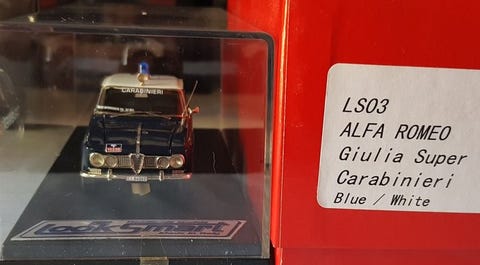 CARABINIERI
LookSmart
LS03
ALFA ROMEO
Giulia Super
Carabinieri
Blue / White